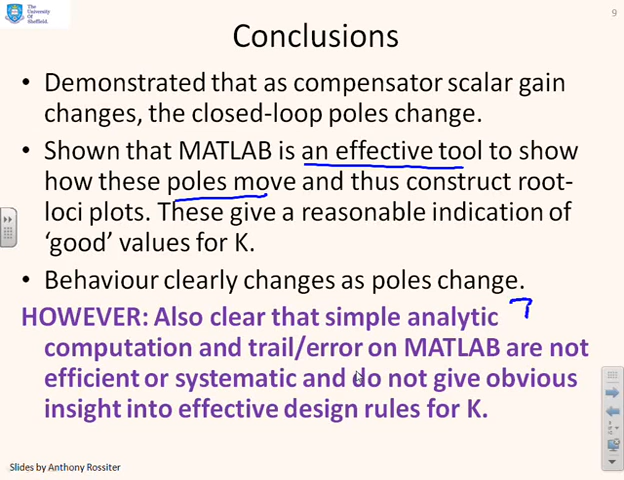 The
University
Of
Sheffield.
9
Conclusions
• Demonstrated that as compensator scalar gain
changes, the closed-loop poles change.
• Shown that MATLAB is an effective tool to show
how these poles move and thus construct root-
loci plots. These give a reasonable indication of
‘good’ values for K.
• Behaviour clearly changes as poles change.
HOWEVER: Also clear that simple analytic
computation and trail/error on MATLAB are not
efficient or systematic and do not give obvious
insight into effective design rules for K.
Slides by Anthony Rossiter